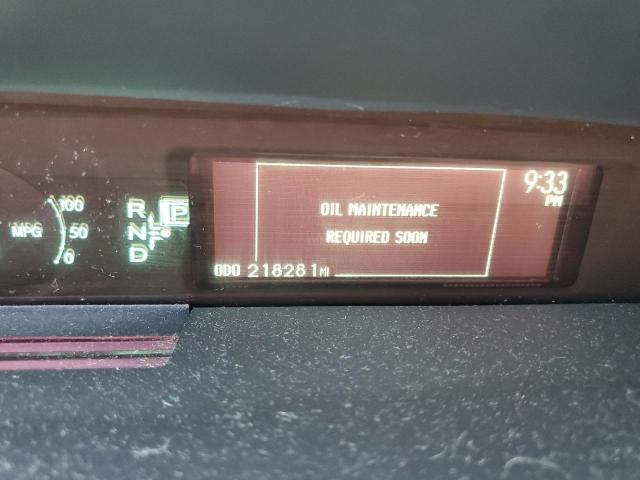 100
MPG
50
0
R
P
N
D
9:33
PM
OIL MAINTENANCE
REQUIRED SOON
ODO 218281 MI